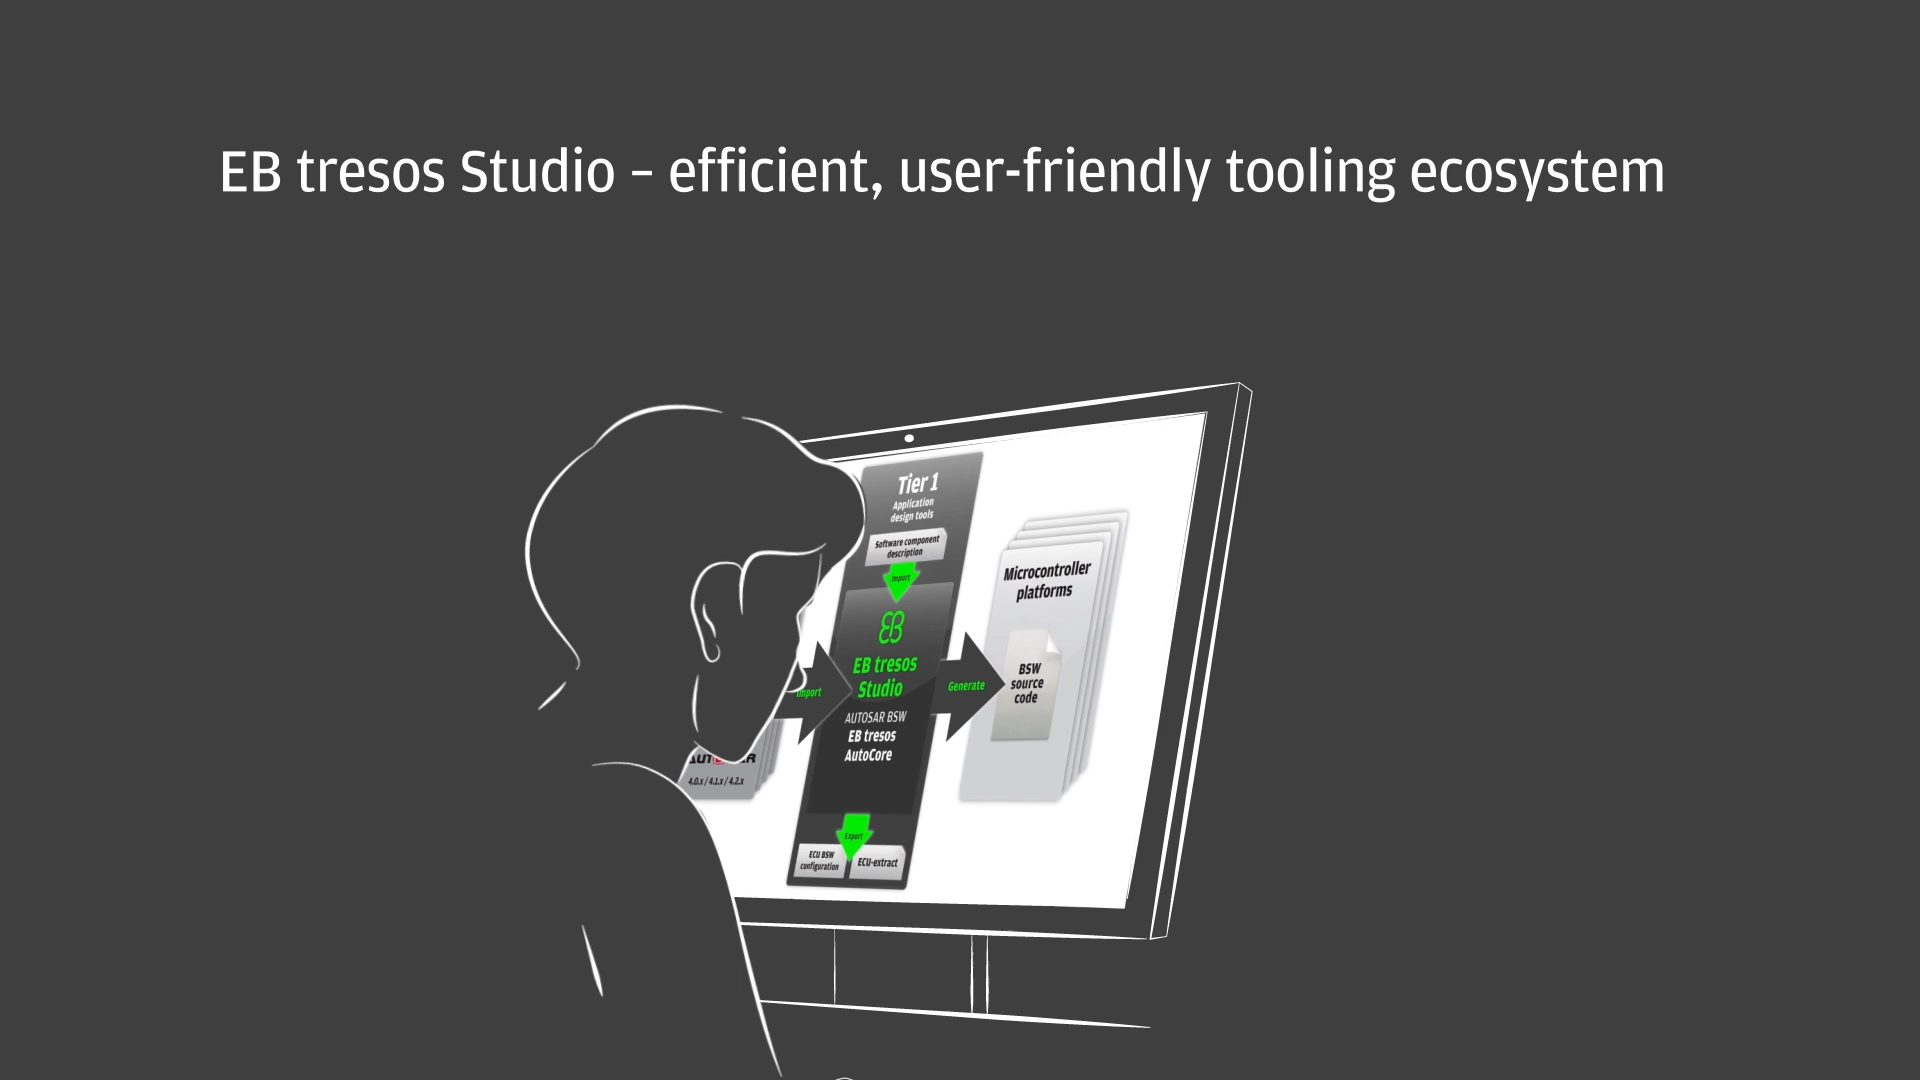 EB tresos Studio – efficient, user-friendly tooling ecosystem
Tier 1
Application
design tools
Software component
description
Import
EB
EB tresos
Studio
AUTOSAR BSW
EB tresos
AutoCore
Import
Generate
Microcontroller
platforms
BSW
source
code
4.0.x / 4.1.x / 4.2.x
Export
ECU BSW
configuration
ECU-extract